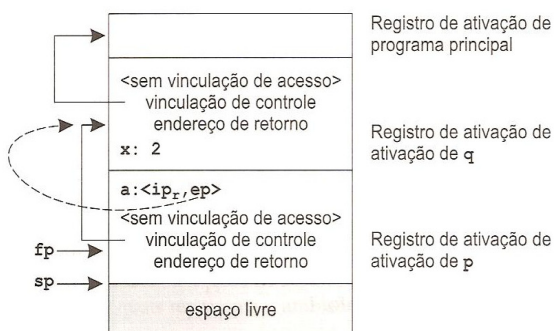 Registro de ativação de
programa principal
<sem vinculação de acesso>
vinculação de controle
endereço de retorno
x: 2
Registro de ativação de
ativação de q
a:<ipr,ep>
<sem vinculação de acesso>
vinculação de controle
endereço de retorno
Registro de ativação de
ativação de p
fp
sp
espaço livre